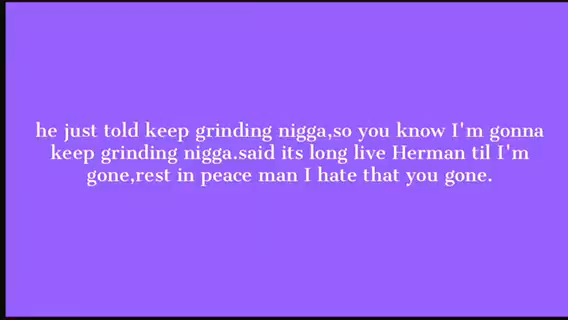 he just told keep grinding nigga,so you know I'm gonna
keep grinding nigga.said its long live Herman til I'm
gone,rest in peace man I hate that you gone.